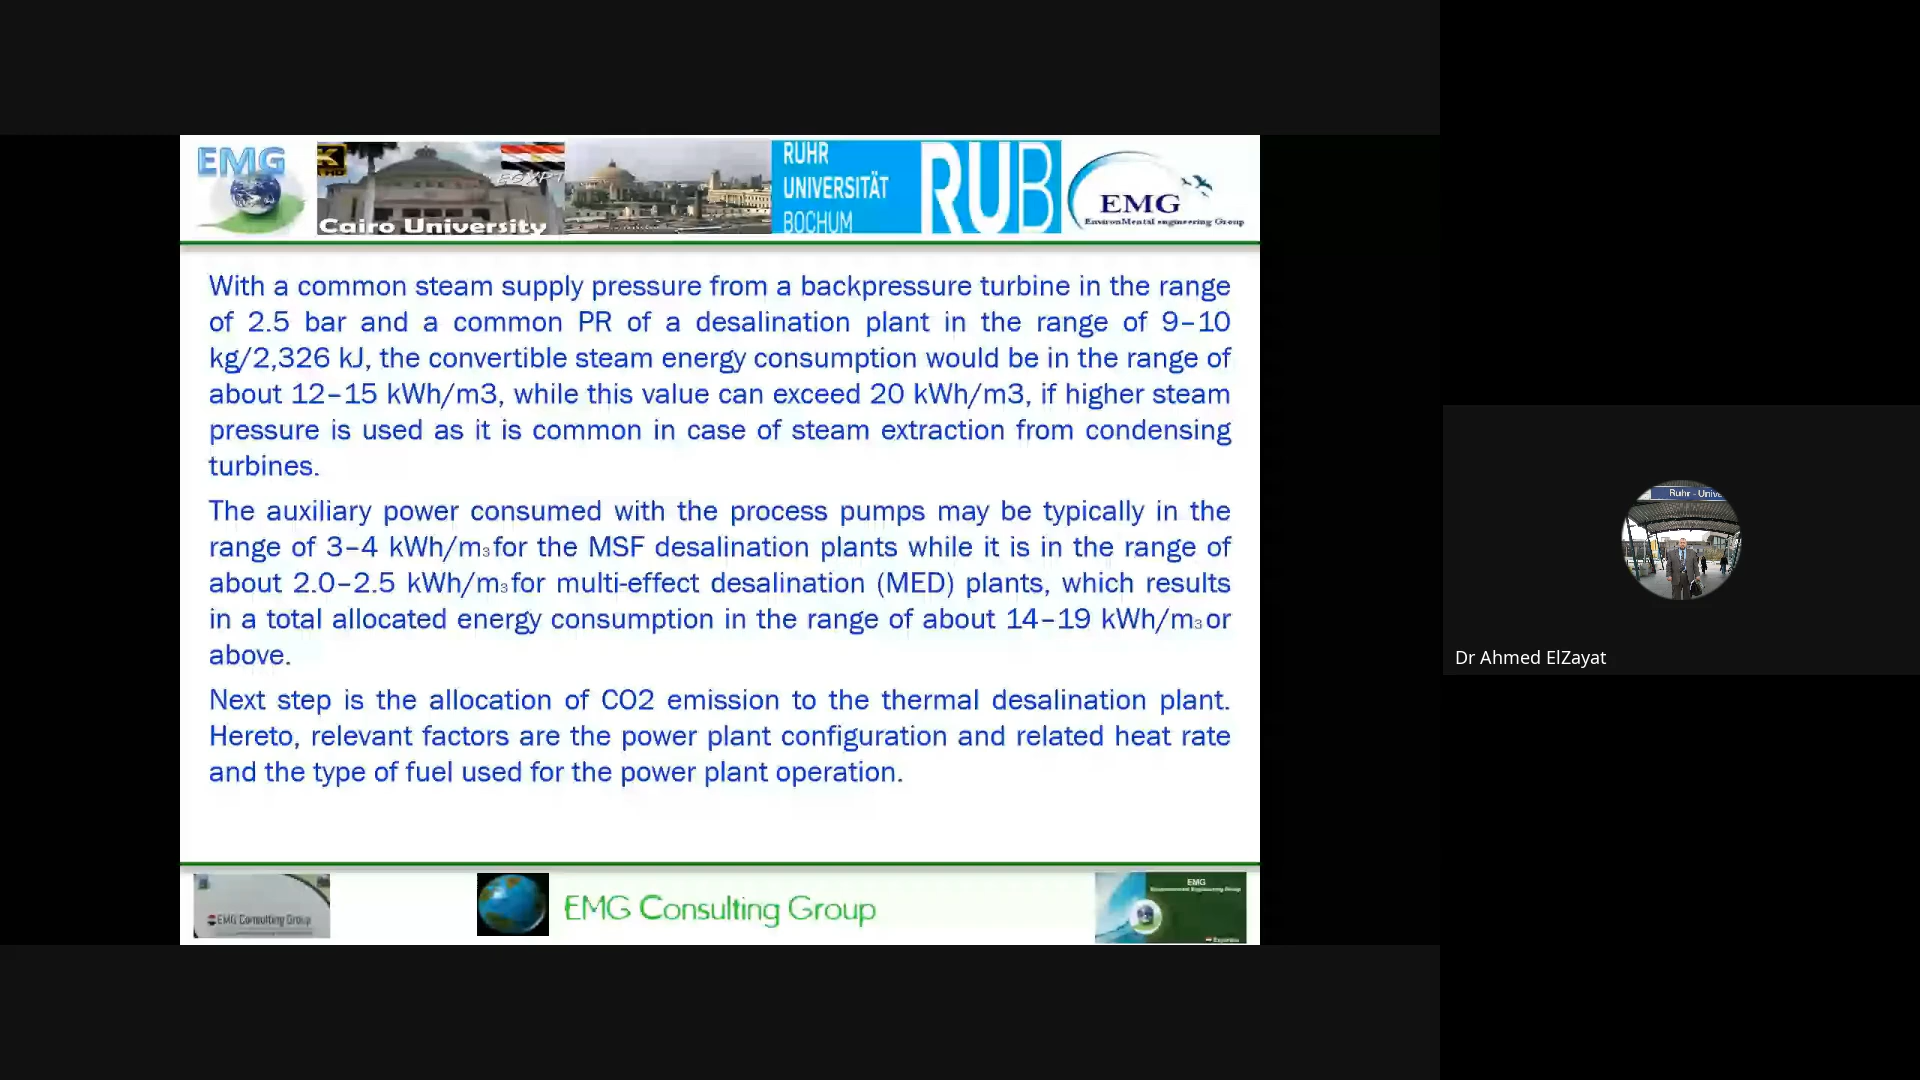 EMG
K
HD
EGYPT
Cairo University
RUHR
UNIVERSITÄT
BOCHUM
RUB
EMG
EnvironMental engineering Group
With a common steam supply pressure from a backpressure turbine in the range
of 2.5 bar and a common PR of a desalination plant in the range of 9–10
kg/2,326 kJ, the convertible steam energy consumption would be in the range of
about 12–15 kWh/m3, while this value can exceed 20 kWh/m3, if higher steam
pressure is used as it is common in case of steam extraction from condensing
turbines.
The auxiliary power consumed with the process pumps may be typically in the
range of 3–4 kWh/m3 for the MSF desalination plants while it is in the range of
about 2.0–2.5 kWh/m3 for multi-effect desalination (MED) plants, which results
in a total allocated energy consumption in the range of about 14–19 kWh/m3 or
above.
Next step is the allocation of CO2 emission to the thermal desalination plant.
Hereto, relevant factors are the power plant configuration and related heat rate
and the type of fuel used for the power plant operation.
EMG Consulting Group
EMG Consulting Group
EMG
Ruhr - Unive
Dr Ahmed ElZayat